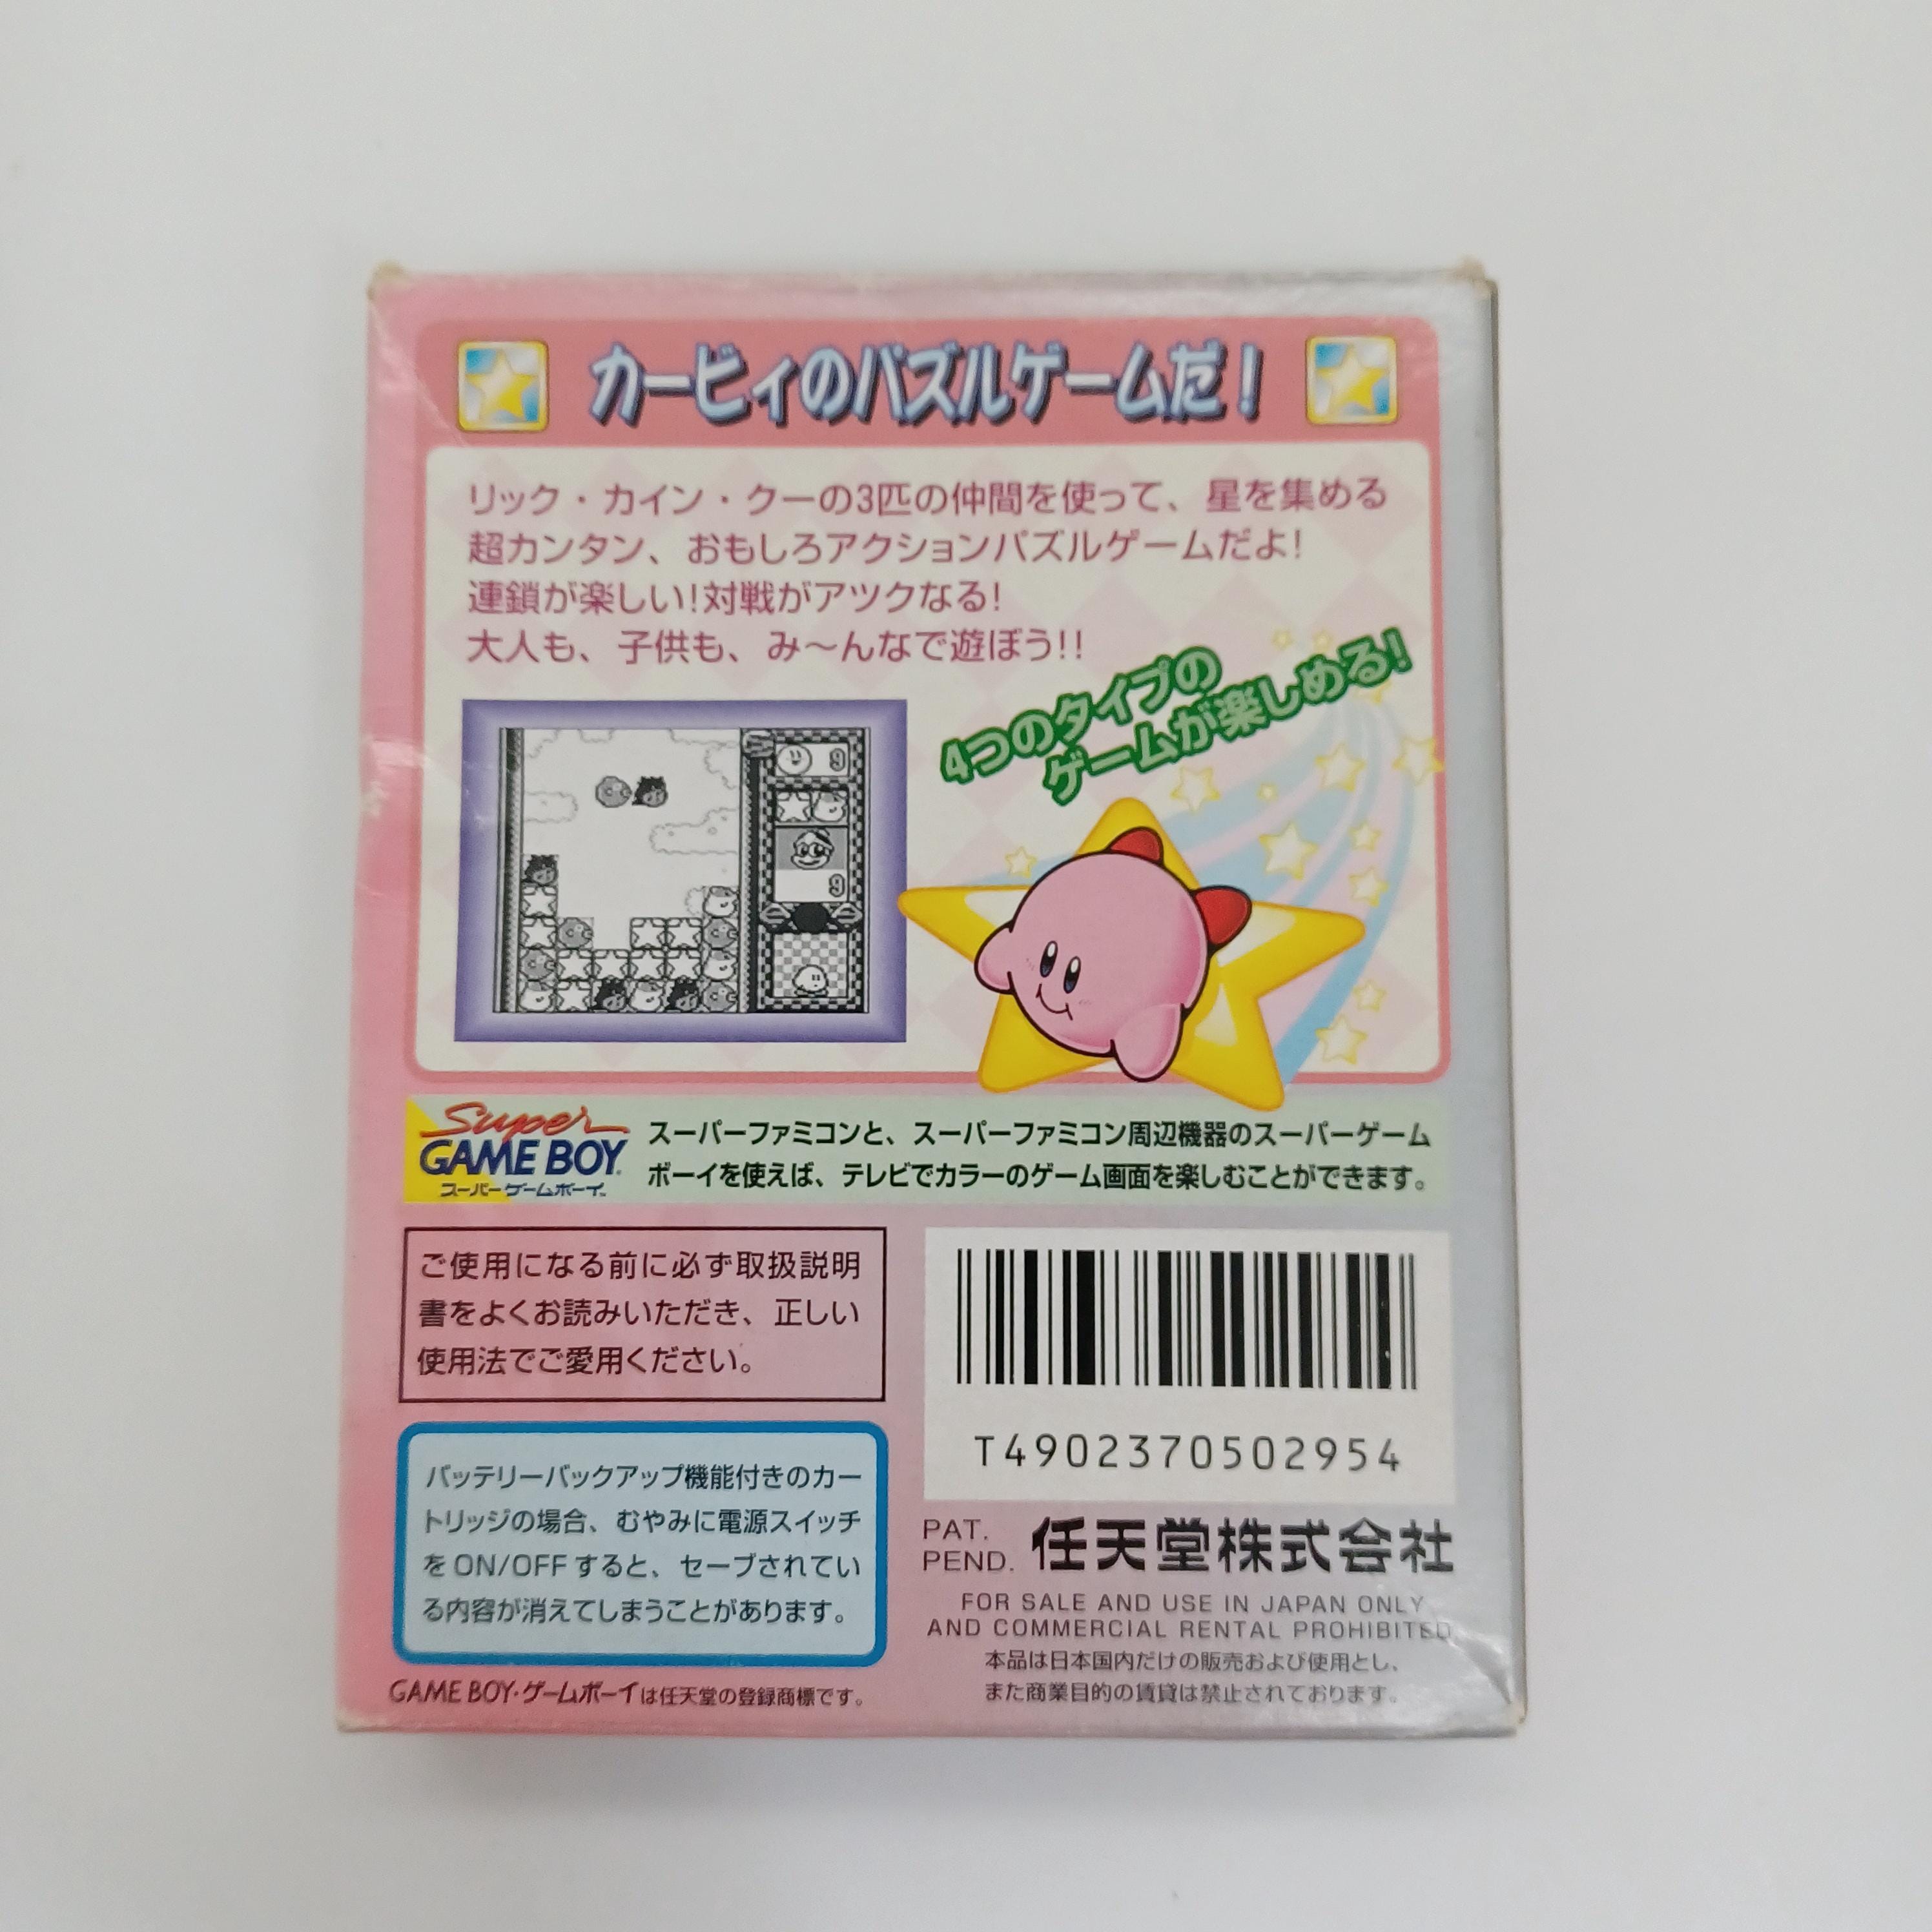 カービィのパズルゲームだ!
リック・カイン・クーの3匹の仲間を使って、星を集める
超カンタン、おもしろアクションパズルゲームだよ!
連鎖が楽しい!対戦がアツクなる!
大人も、子供も、み〜んなで遊ぼう!!
4つのタイプの
ゲームが楽しめる!
9
9
Super
GAME BOY
スーパーゲームボーイ™
スーパーファミコンと、スーパーファミコン周辺機器のスーパーゲーム
ボーイを使えば、テレビでカラーのゲーム画面を楽しむことができます。
ご使用になる前に必ず取扱説明
書をよくお読みいただき、正しい
使用法でご愛用ください。
バッテリーバックアップ機能付きのカー
トリッジの場合、むやみに電源スイッチ
をON/OFFすると、セーブされてい
る内容が消えてしまうことがあります。
GAME BOY・ゲームボーイは任天堂の登録商標です。
T4902370502954
PAT.
PEND.
任天堂株式会社
FOR SALE AND USE IN JAPAN ONLY
AND COMMERCIAL RENTAL PROHIBITED
本品は日本国内だけの販売および使用とし、
また商業目的の賃貸は禁止されております。